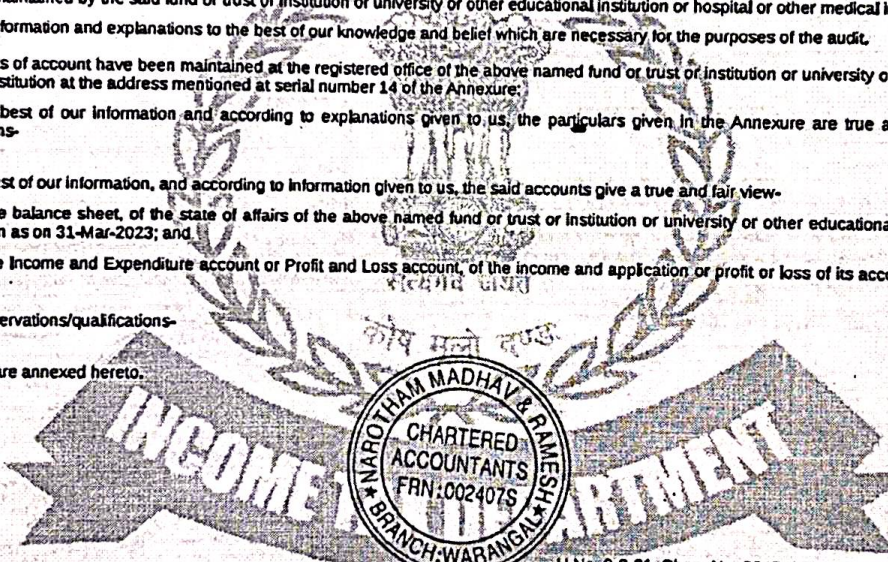 maintained by the said fund or trust or institution or university or other educational institution or hospital or other medical
formation and explanations to the best of our knowledge and belief which are necessary for the purposes of the audit.
s of account have been maintained at the registered office of the above named fund or trust or institution or university o
stitution at the address mentioned at serial number 14 of the Annexure;
best of our information and according to explanations given to us, the particulars given in the Annexure are true a
ns-
st of our information, and according to information given to us, the said accounts give a true and fair view-
e balance sheet, of the state of affairs of the above named fund or trust or institution or university or other educationa
n as on 31-Mar-2023; and
e Income and Expenditure account or Profit and Loss account, of the income and application or profit or loss of its acco
सत्यमेव जयते
ervations/qualifications-
कोष मूलो दण्डः
re annexed hereto.
NAROTHAM MADHAV & RAMESH
CHARTERED
ACCOUNTANTS
FRN:002407S
BRANCH:WARANGAL
INCOME DEPARTMENT